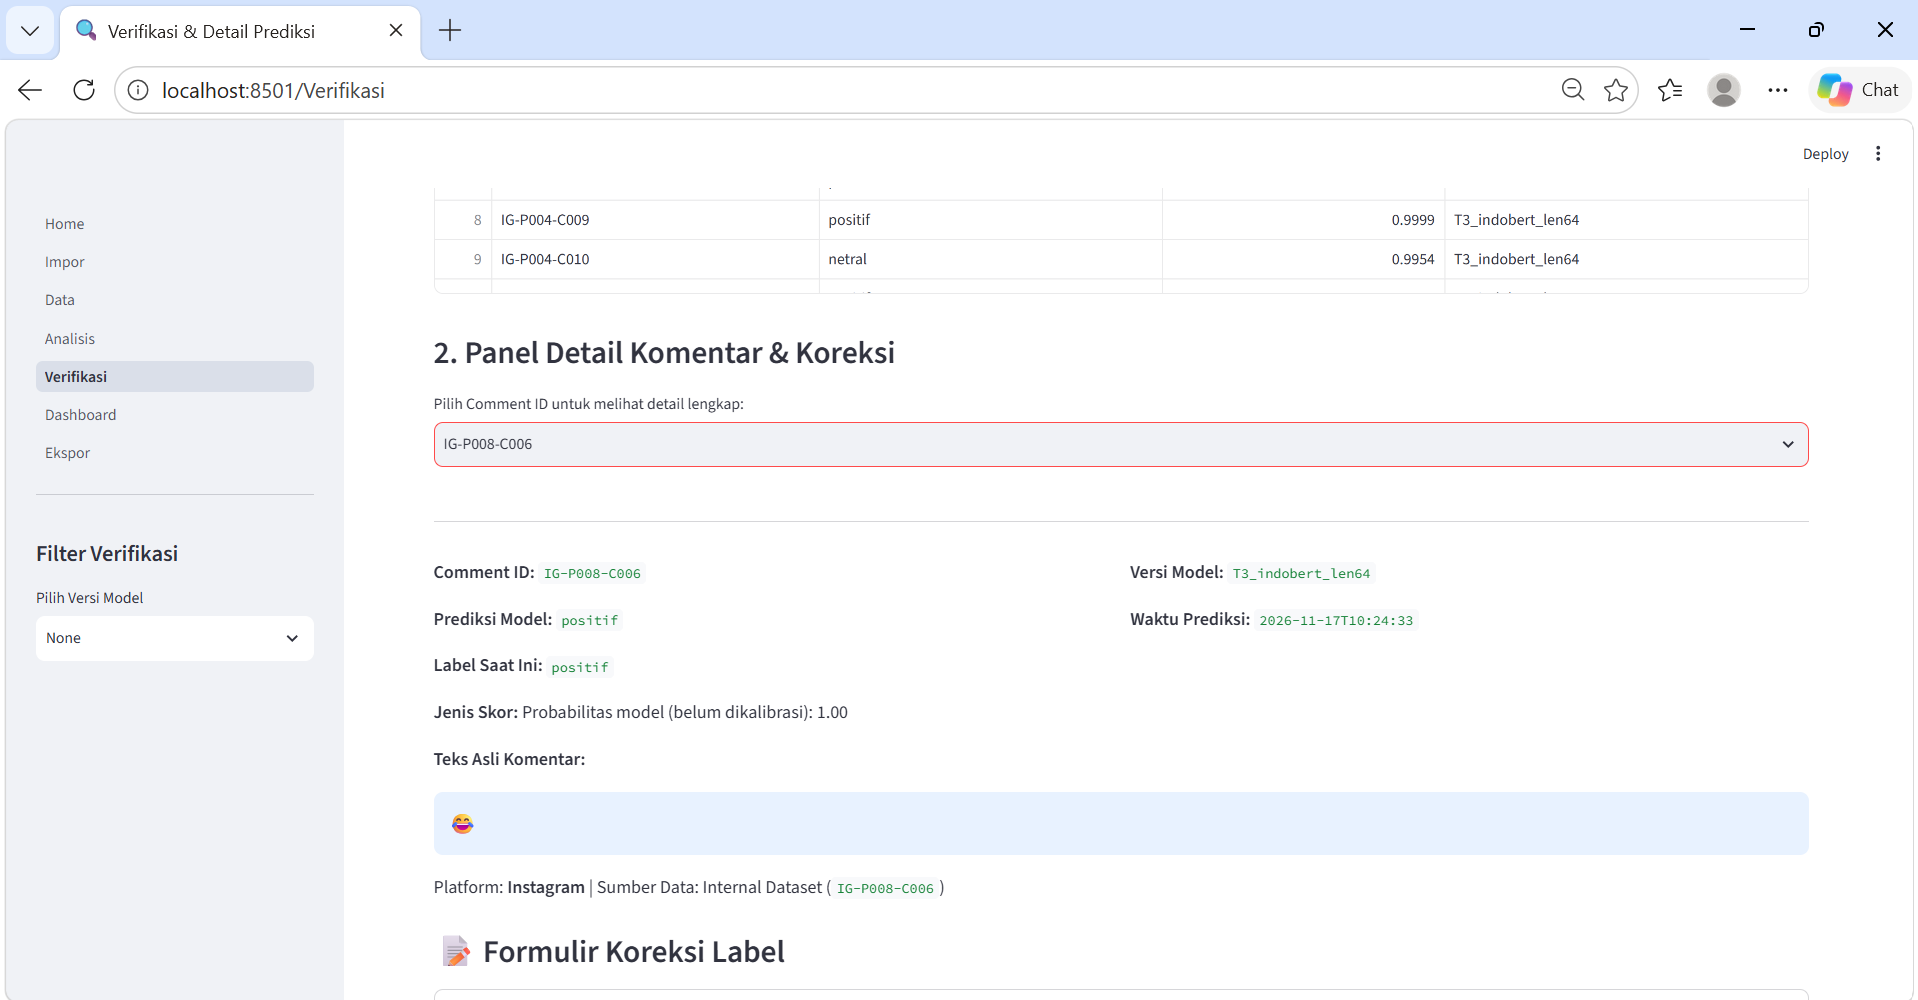 Verifikasi & Detail Prediksi
localhost:8501/Verifikasi
Chat
Deploy
Home
Impor
Data
Analisis
Verifikasi
Dashboard
Ekspor
Filter Verifikasi
Pilih Versi Model
None
8 IG-P004-C009 positif 0.9999 T3_indobert_len64
9 IG-P004-C010 netral 0.9954 T3_indobert_len64
2. Panel Detail Komentar & Koreksi
Pilih Comment ID untuk melihat detail lengkap:
IG-P008-C006
Comment ID: IG-P008-C006
Versi Model: T3_indobert_len64
Prediksi Model: positif
Waktu Prediksi: 2026-11-17T10:24:33
Label Saat Ini: positif
Jenis Skor: Probabilitas model (belum dikalibrasi): 1.00
Teks Asli Komentar:
😂
Platform: Instagram | Sumber Data: Internal Dataset ( IG-P008-C006 )
📝 Formulir Koreksi Label